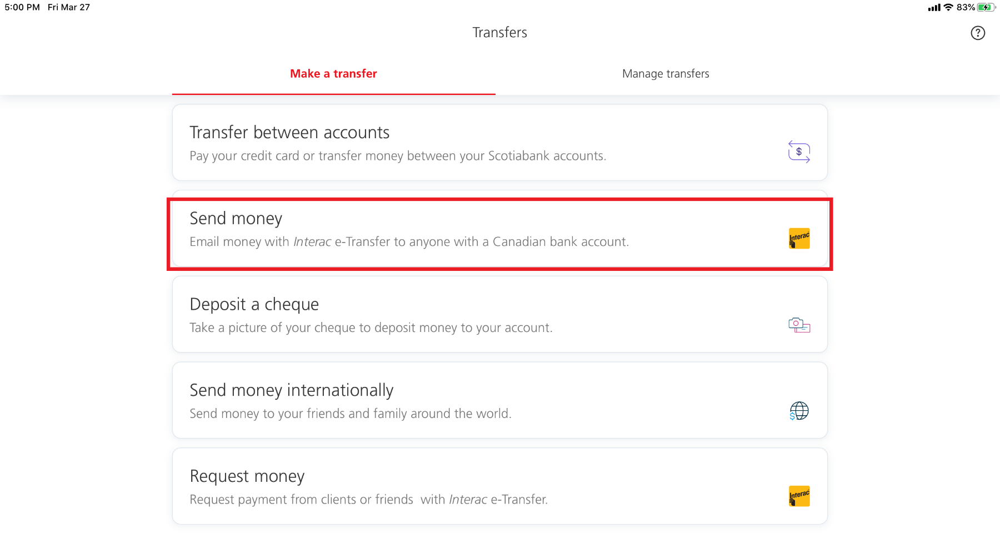 5:00 PM Fri Mar 27
83%
Transfers
?
Make a transfer
Manage transfers
Transfer between accounts
Pay your credit card or transfer money between your Scotiabank accounts.
$
Send money
Email money with Interac e-Transfer to anyone with a Canadian bank account.
Interac
Deposit a cheque
Take a picture of your cheque to deposit money to your account.
Send money internationally
Send money to your friends and family around the world.
$
Request money
Request payment from clients or friends  with Interac e-Transfer.
Interac